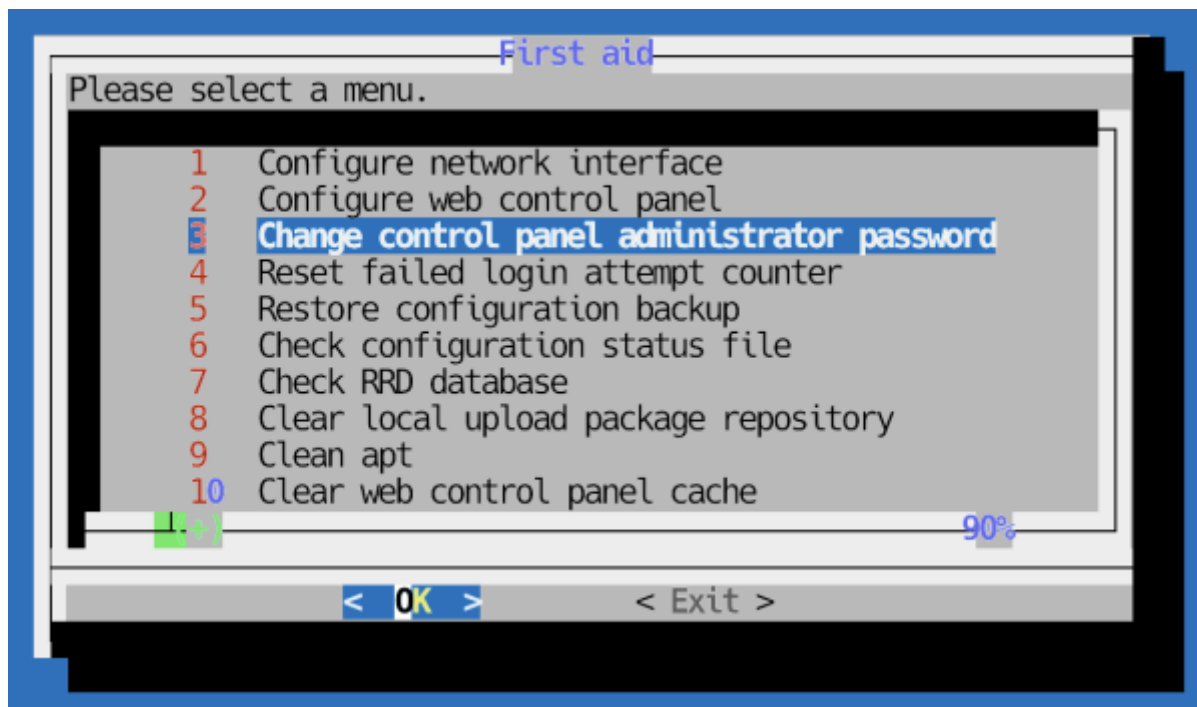 First aid
Please select a menu.
1 Configure network interface
2 Configure web control panel
3 Change control panel administrator password
4 Reset failed login attempt counter
5 Restore configuration backup
6 Check configuration status file
7 Check RRD database
8 Clear local upload package repository
9 Clean apt
10 Clear web control panel cache
(+) 90%
< OK > < Exit >